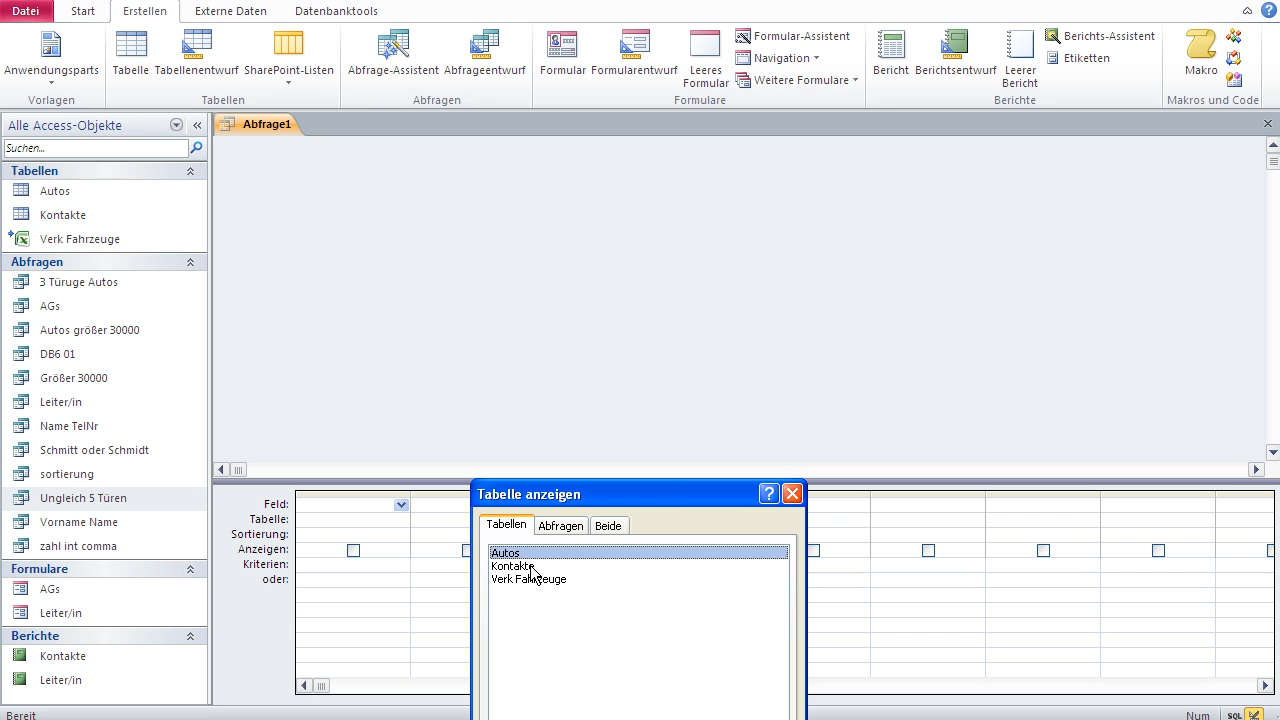 Datei Start Erstellen Externe Daten Datenbanktools
Anwendungsparts Tabelle Tabellenentwurf SharePoint-Listen Abfrage-Assistent Abfrageentwurf Formular Formularentwurf Leeres Formular Formular-Assistent Bericht Berichtsentwurf Leerer Bericht Berichts-Assistent Makro
Navigation Etiketten
Weitere Formulare
Vorlagen Tabellen Abfragen Formulare Berichte Makros und Code
Alle Access-Objekte
Abfrage1
Suchen...
Tabellen
Autos
Kontakte
Verk Fahrzeuge
Abfragen
3 Türuge Autos
AGs
Autos größer 30000
DB6 01
Größer 30000
Leiter/in
Name TelNr
Schmitt oder Schmidt
sortierung
Ungleich 5 Türen
Vorname Name
zahl int comma
Formulare
AGs
Leiter/in
Berichte
Kontakte
Leiter/in
Feld:
Tabelle:
Sortierung:
Anzeigen:
Kriterien:
oder:
Tabelle anzeigen
Tabellen Abfragen Beide
Autos
Kontakte
Verk Fahrzeuge
Bereit Num SQL